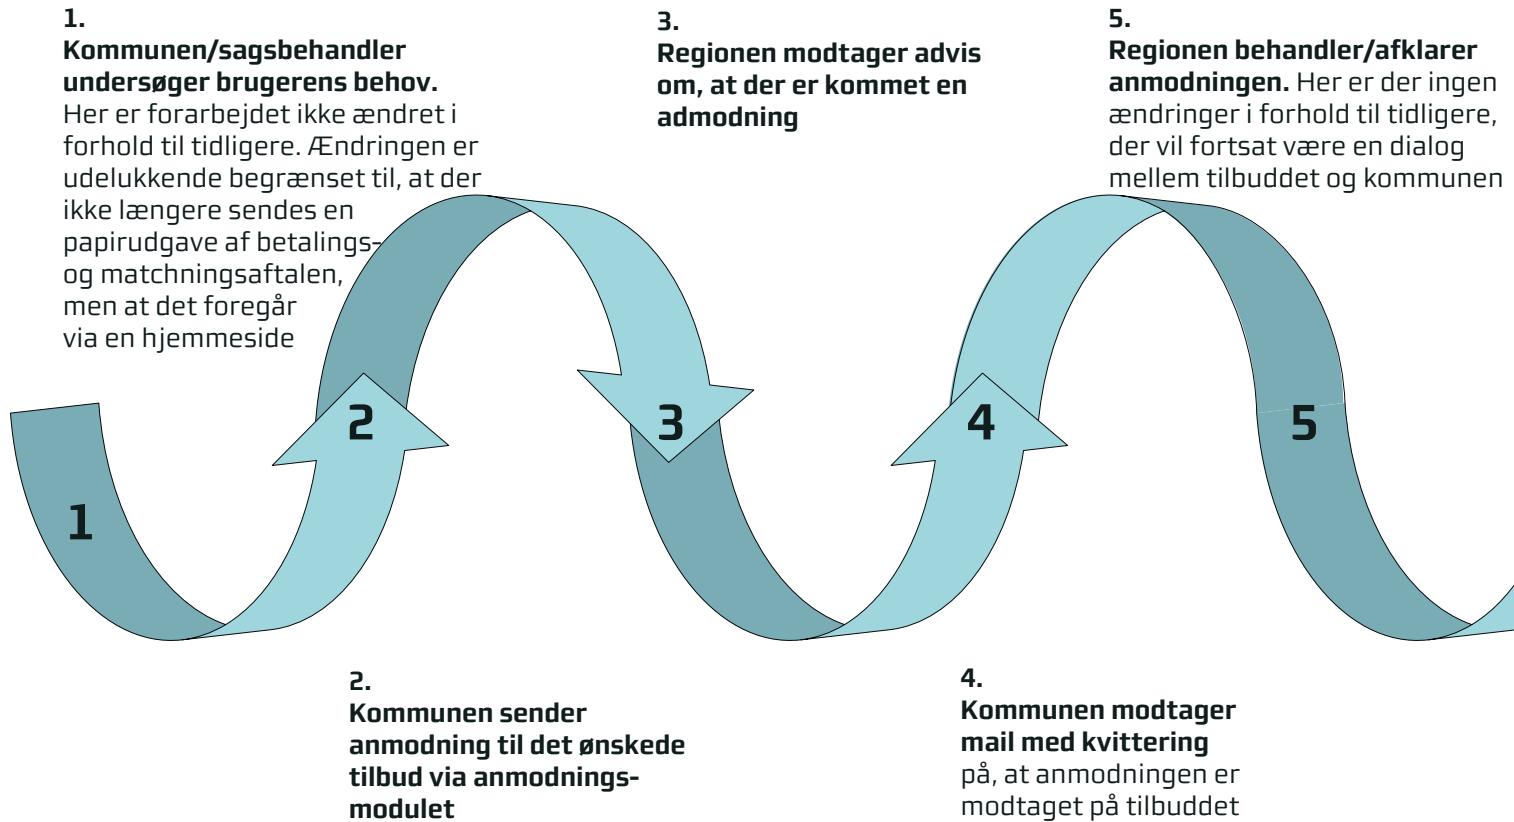 1.
Kommunen/sagsbehandler
undersøger brugerens behov.
Her er forarbejdet ikke ændret i
forhold til tidligere. Ændringen er
udelukkende begrænset til, at der
ikke længere sendes en
papirudgave af betalings-
og matchningsaftalen,
men at det foregår
via en hjemmeside
3.
Regionen modtager advis
om, at der er kommet en
admodning
5.
Regionen behandler/afklarer
anmodningen. Her er der ingen
ændringer i forhold til tidligere,
der vil fortsat være en dialog
mellem tilbuddet og kommunen
1
2
3
4
5
2.
Kommunen sender
anmodning til det ønskede
tilbud via anmodnings-
modulet
4.
Kommunen modtager
mail med kvittering
på, at anmodningen er
modtaget på tilbuddet